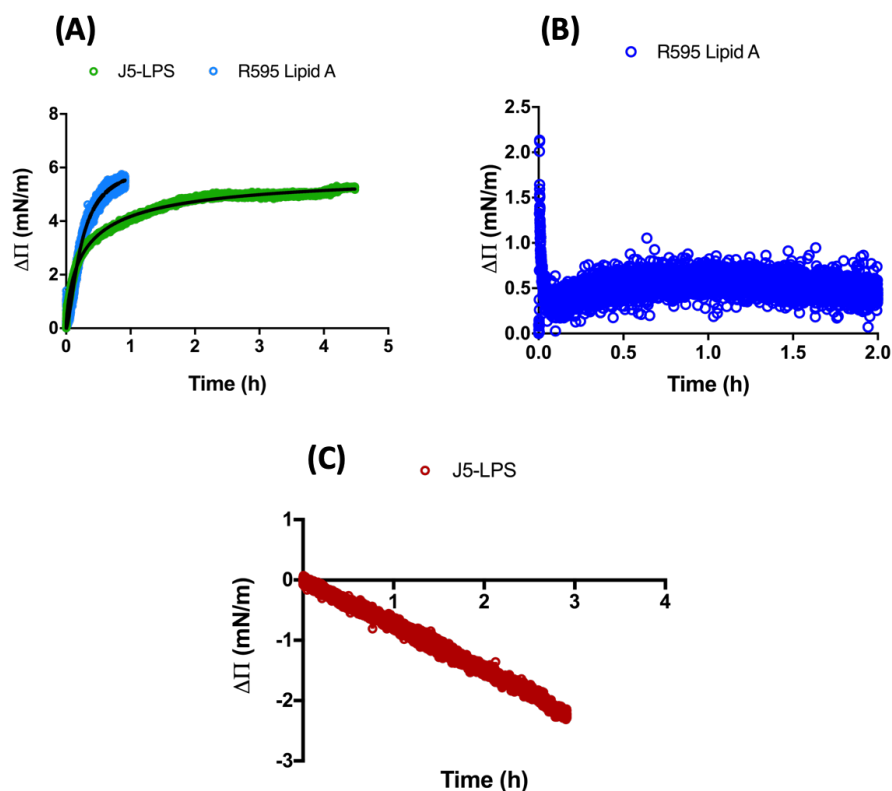 (A)
J5-LPS R595 Lipid A
8
6
4
2
0
ΔΠ (mN/m)
0 1 2 3 4 5
Time (h)
(B)
R595 Lipid A
2.5
2.0
1.5
1.0
0.5
0.0
ΔΠ (mN/m)
0.0 0.5 1.0 1.5 2.0
Time (h)
(C)
J5-LPS
1
0
-1
-2
-3
ΔΠ (mN/m)
1 2 3 4
Time (h)